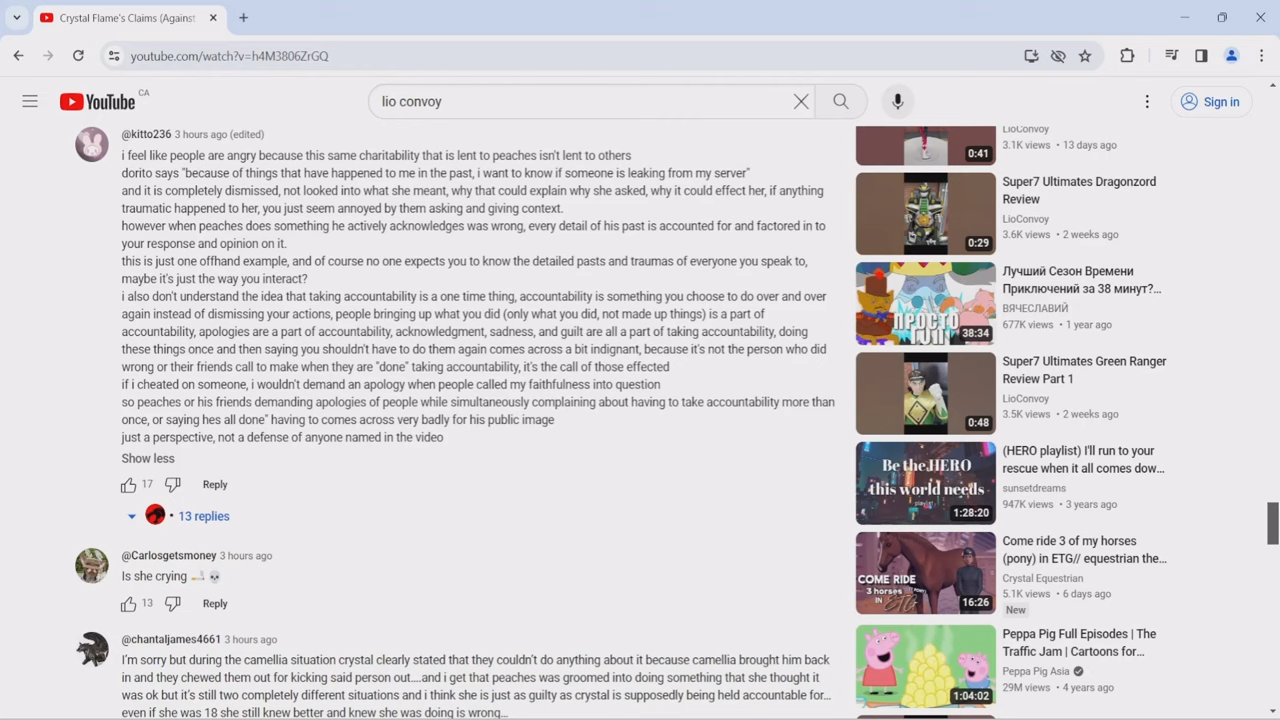 Crystal Flame's Claims (Against
youtube.com/watch?v=h4M3806ZrGQ
YouTube CA
lio convoy
Sign in
@kitto236 3 hours ago (edited)
i feel like people are angry because this same charitability that is lent to peaches isn't lent to others
dorito says "because of things that have happened to me in the past, i want to know if someone is leaking from my server"
and it is completely dismissed, not looked into what she meant, why that could explain why she asked, why it could effect her, if anything
traumatic happened to her, you just seem annoyed by them asking and giving context.
however when peaches does something he actively acknowledges was wrong, every detail of his past is accounted for and factored in to
your response and opinion on it.
this is just one offhand example, and of course no one expects you to know the detailed pasts and traumas of everyone you speak to,
maybe it's just the way you interact?
i also don't understand the idea that taking accountability is a one time thing, accountability is something you choose to do over and over
again instead of dismissing your actions, people bringing up what you did (only what you did, not made up things) is a part of
accountability, apologies are a part of accountability, acknowledgment, sadness, and guilt are all a part of taking accountability, doing
these things once and then saying you shouldn't have to do them again comes across a bit indignant, because it's not the person who did
wrong or their friends call to make when they are "done" taking accountability, it's the call of those effected
if i cheated on someone, i wouldn't demand an apology when people called my faithfulness into question
so peaches or his friends demanding apologies of people while simultaneously complaining about having to take accountability more than
once, or saying hes all done" having to comes across very badly for his public image
just a perspective, not a defense of anyone named in the video
Show less
17 Reply
13 replies
@Carlosgetsmoney 3 hours ago
Is she crying
13 Reply
@chantaljames4661 3 hours ago
I'm sorry but during the camellia situation crystal clearly stated that they couldn't do anything about it because camellia brought him back
in and they chewed them out for kicking said person out....and i get that peaches was groomed into doing something that she thought it
was ok but it's still two completely different situations and i think she is just as guilty as crystal is supposedly being held accountable for...
even if she was 18 she still knew better and knew she was doing is wrong...
LioConvoy
3.1K views • 13 days ago
0:41
Super7 Ultimates Dragonzord
Review
LioConvoy
3.6K views • 2 weeks ago
0:29
Лучший Сезон Времени
Приключений за 38 минут?...
ВЯЧЕСЛАВИЙ
677K views • 1 year ago
ПРОСТО
38:34
Super7 Ultimates Green Ranger
Review Part 1
LioConvoy
3.5K views • 2 weeks ago
0:48
(HERO playlist) I'll run to your
rescue when it all comes dow...
sunsetdreams
947K views • 3 years ago
Be the HERO
this world needs
playlist
1:28:20
Come ride 3 of my horses
(pony) in ETG// equestrian the...
Crystal Equestrian
5.1K views • 6 days ago
New
COME RIDE
3 horses
IN ETG
16:26
Peppa Pig Full Episodes | The
Traffic Jam | Cartoons for...
Peppa Pig Asia
29M views • 4 years ago
1:04:02